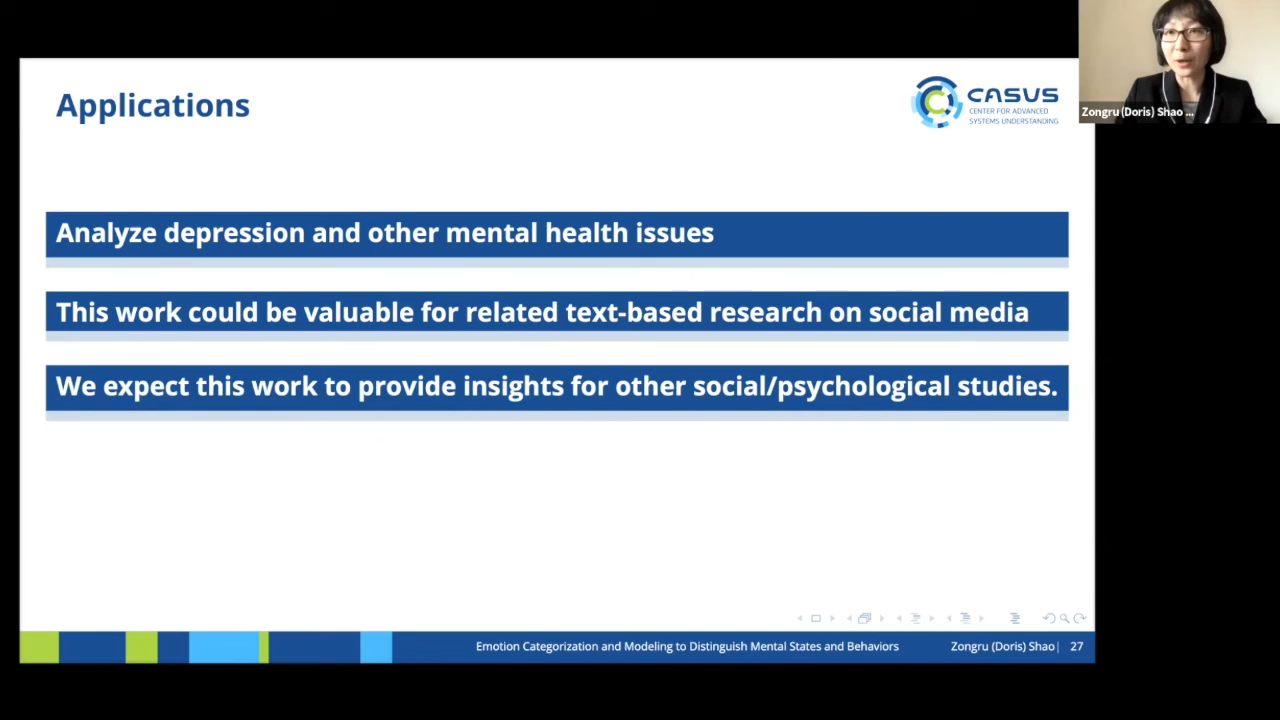 Applications
CASUS
CENTER FOR ADVANCED
SYSTEMS UNDERSTANDING
Zongru (Doris) Shao ...
Analyze depression and other mental health issues
This work could be valuable for related text-based research on social media
We expect this work to provide insights for other social/psychological studies.
Emotion Categorization and Modeling to Distinguish Mental States and Behaviors
Zongru (Doris) Shao | 27